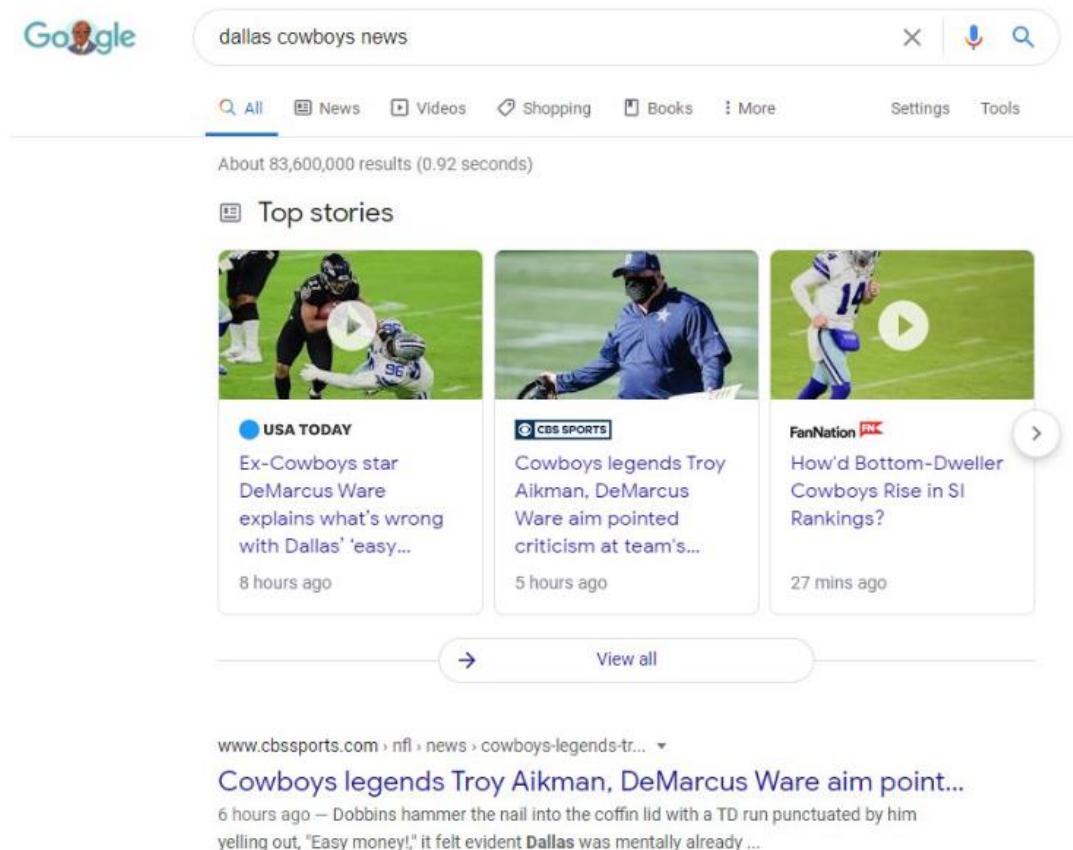 Google
dallas cowboys news
All News Videos Shopping Books More Settings Tools
About 83,600,000 results (0.92 seconds)
Top stories
14
96
USA TODAY
Ex-Cowboys star
DeMarcus Ware
explains what's wrong
with Dallas' 'easy...
8 hours ago
CBS SPORTS
Cowboys legends Troy
Aikman, DeMarcus
Ware aim pointed
criticism at team's...
5 hours ago
FanNation FN
How'd Bottom-Dweller
Cowboys Rise in SI
Rankings?
27 mins ago
View all
www.cbssports.com › nfl › news › cowboys-legends-tr...
Cowboys legends Troy Aikman, DeMarcus Ware aim point...
6 hours ago — Dobbins hammer the nail into the coffin lid with a TD run punctuated by him
yelling out, "Easy money!," it felt evident Dallas was mentally already ...